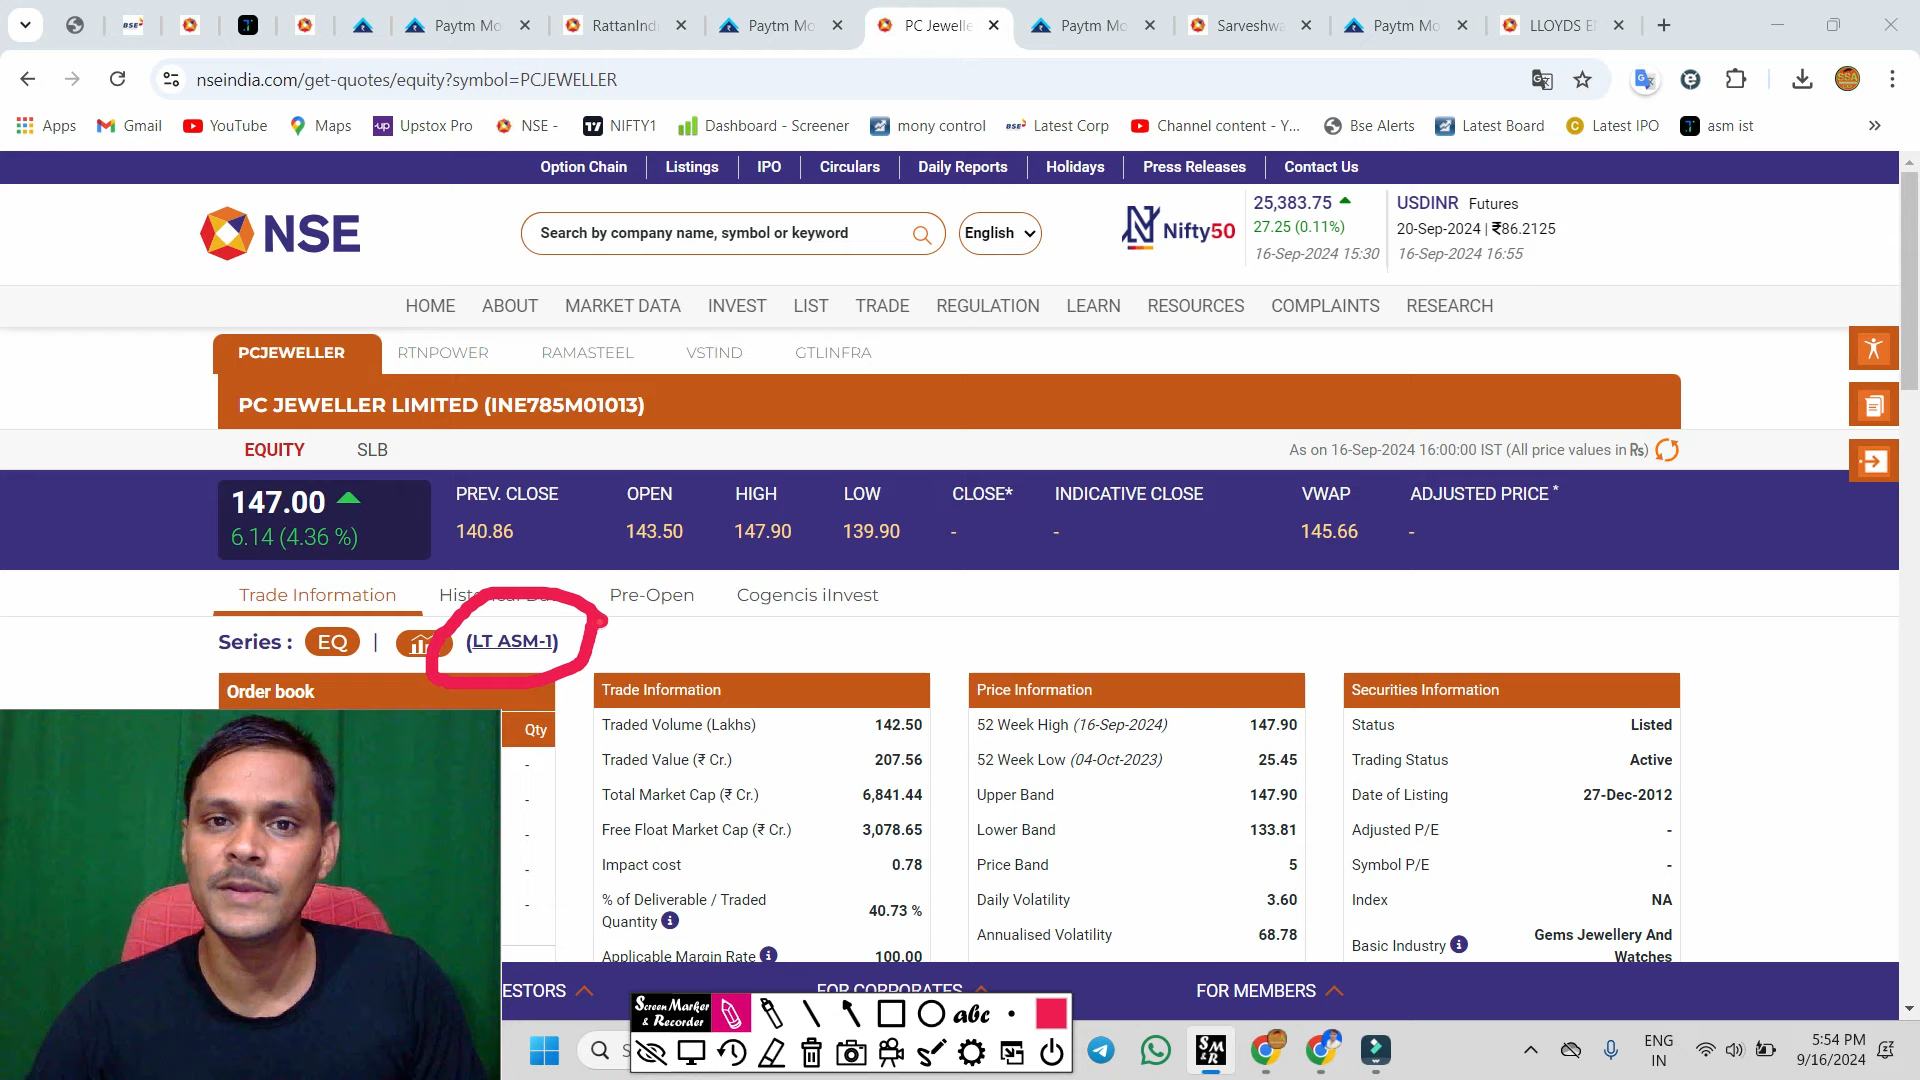 Paytm Mo
RattanInd
Paytm Mo
PC Jewelle
Paytm Mo
Sarveshwa
Paytm Mo
LLOYDS EN
nseindia.com/get-quotes/equity?symbol=PCJEWELLER
Apps
Gmail
YouTube
Maps
Upstox Pro
NSE -
NIFTY1
Dashboard - Screener
mony control
Latest Corp
Channel content - Y...
Bse Alerts
Latest Board
Latest IPO
asm ist
Option Chain
Listings
IPO
Circulars
Daily Reports
Holidays
Press Releases
Contact Us
NSE
Search by company name, symbol or keyword
English
Nifty50
25,383.75
27.25 (0.11%)
16-Sep-2024 15:30
USDINR Futures
20-Sep-2024 | ₹86.2125
16-Sep-2024 16:55
HOME ABOUT MARKET DATA INVEST LIST TRADE REGULATION LEARN RESOURCES COMPLAINTS RESEARCH
PCJEWELLER RTNPOWER RAMASTEEL VSTIND GTLINFRA
PC JEWELLER LIMITED (INE785M01013)
EQUITY SLB
As on 16-Sep-2024 16:00:00 IST (All price values in ₨)
147.00
6.14 (4.36 %)
PREV. CLOSE OPEN HIGH LOW CLOSE* INDICATIVE CLOSE VWAP ADJUSTED PRICE *
140.86 143.50 147.90 139.90 - - 145.66 -
Trade Information Pre-Open Cogencis iInvest
Series : EQ | (LT ASM-1)
Order book
Qty
-
-
-
-
-
Trade Information
Traded Volume (Lakhs) 142.50
Traded Value (₹ Cr.) 207.56
Total Market Cap (₹ Cr.) 6,841.44
Free Float Market Cap (₹ Cr.) 3,078.65
Impact cost 0.78
% of Deliverable / Traded
Quantity 40.73 %
Applicable Margin Rate 100.00
Price Information
52 Week High (16-Sep-2024) 147.90
52 Week Low (04-Oct-2023) 25.45
Upper Band 147.90
Lower Band 133.81
Price Band 5
Daily Volatility 3.60
Annualised Volatility 68.78
Securities Information
Status Listed
Trading Status Active
Date of Listing 27-Dec-2012
Adjusted P/E -
Symbol P/E -
Index NA
Basic Industry Gems Jewellery And
Watches
ESTORS
FOR CORPORATES
FOR MEMBERS
Screen Marker
& Recorder
abc
S
SM
&R
ENG
IN
5:54 PM
9/16/2024